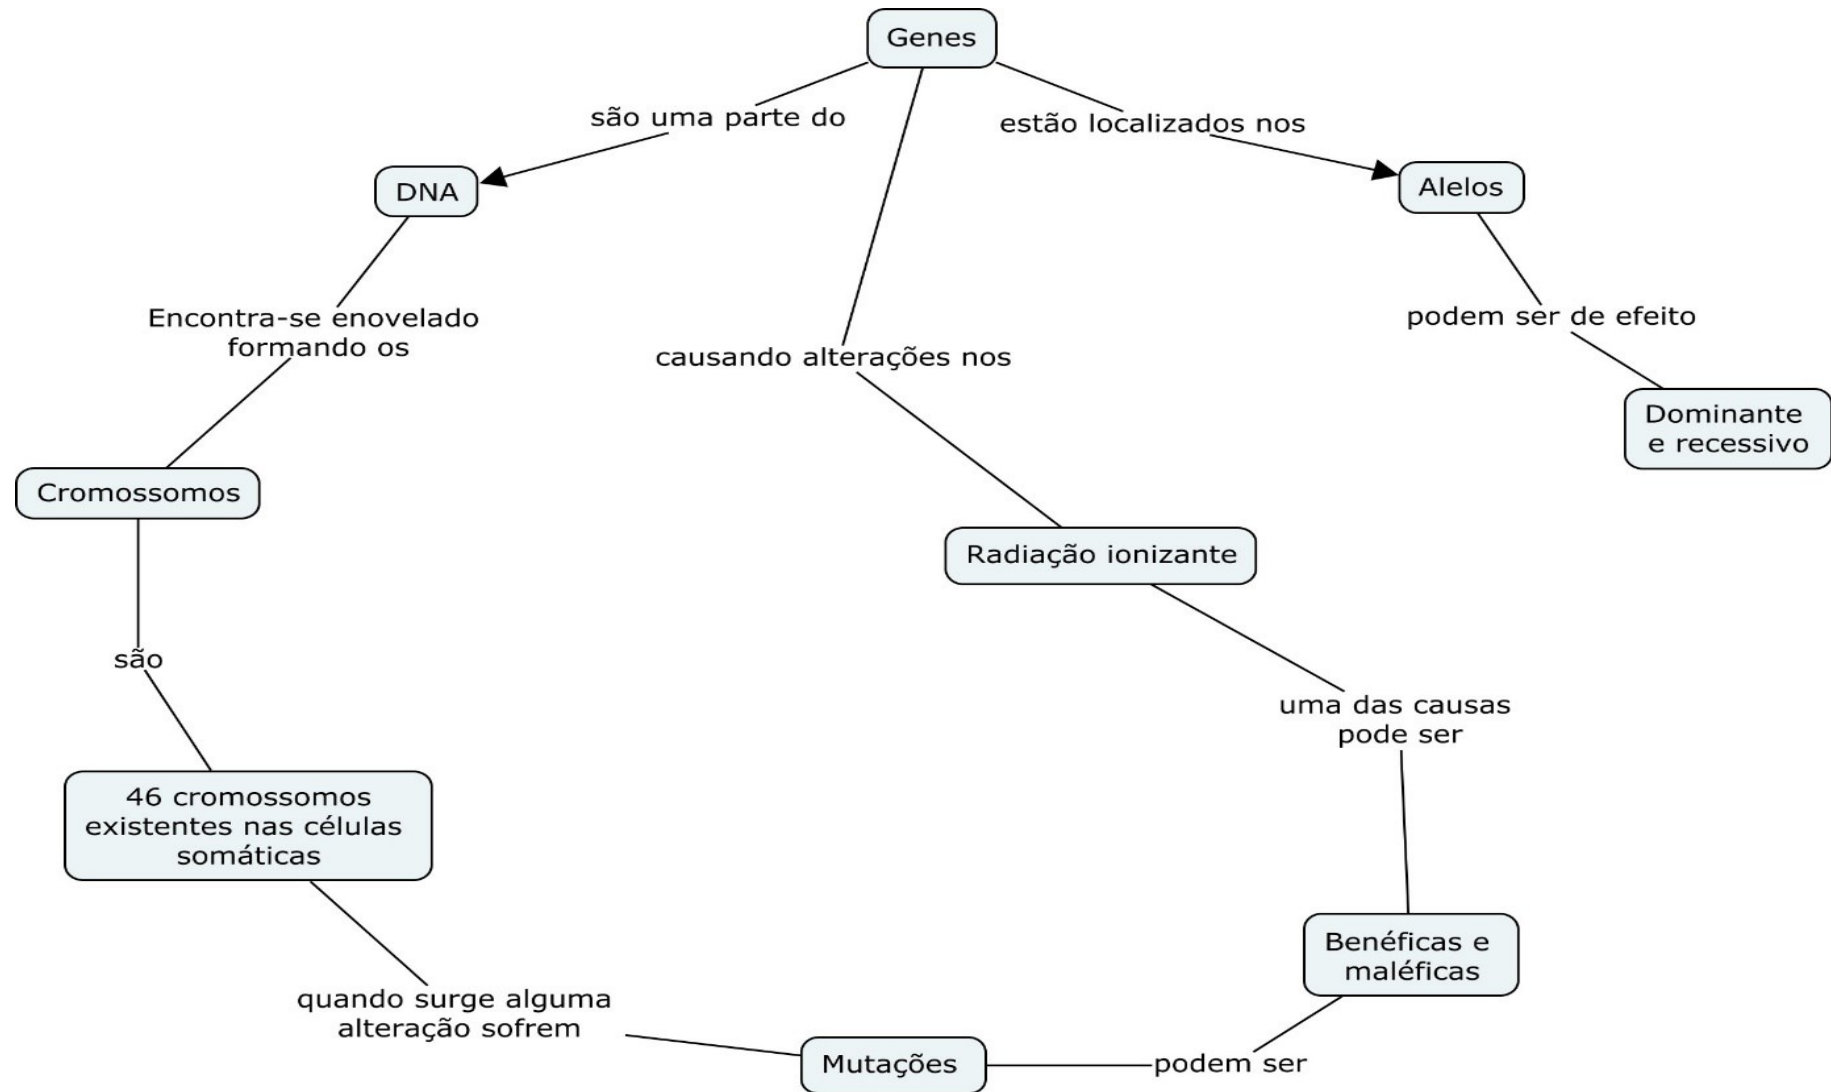 Genes
são uma parte do
estão localizados nos
DNA
Alelos
Encontra-se enovelado
formando os
causando alterações nos
podem ser de efeito
Dominante
e recessivo
Cromossomos
Radiação ionizante
são
uma das causas
pode ser
46 cromossomos
existentes nas células
somáticas
Benéficas e
maléficas
quando surge alguma
alteração sofrem
Mutações
podem ser